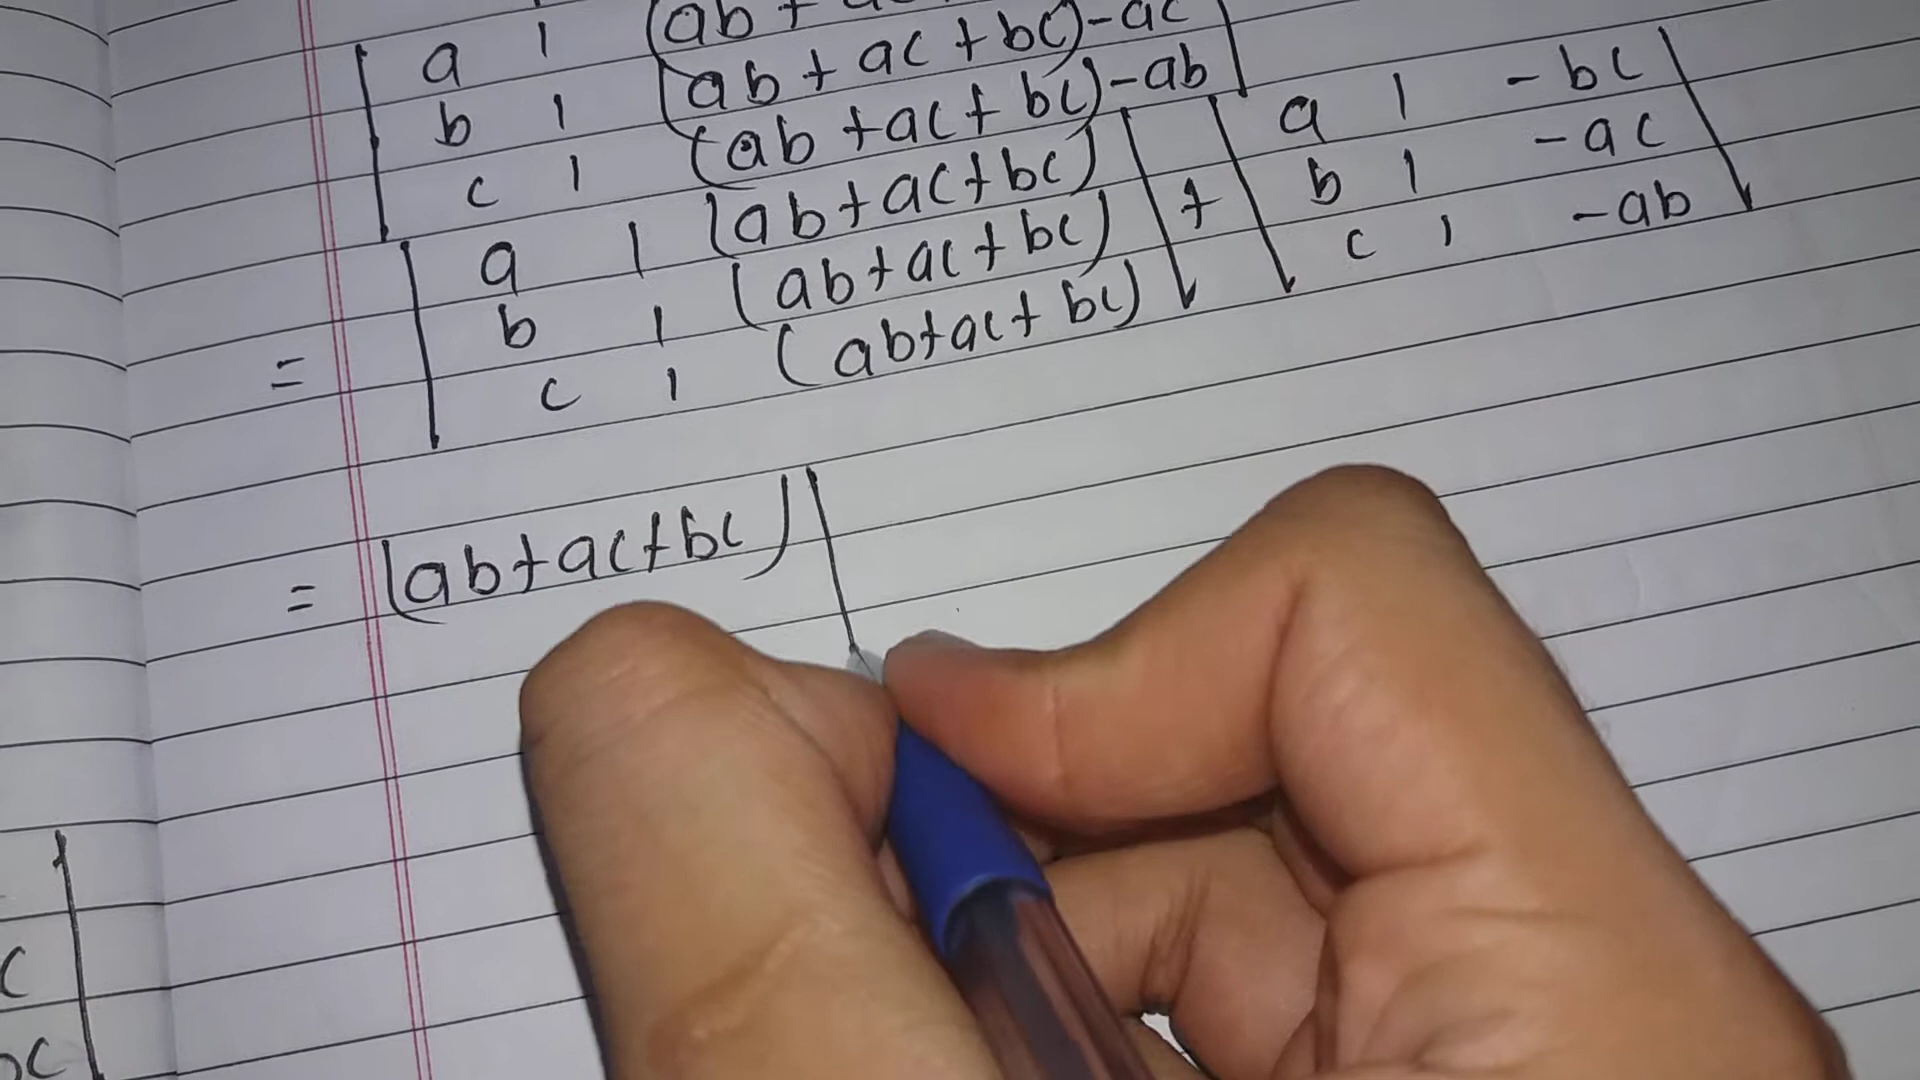 | a 1 (ab +
| b 1 (ab + ac + bc)-ac |
| c 1 (ab +ac + bc)-ab |
= | a 1 (ab+ac+bc) | + | a 1 -bc |
| b 1 (ab+ac+bc) | | b 1 -ac |
| c 1 (ab+ac+bc) | | c 1 -ab |
= (ab+ac+bc) |
c |
bc |